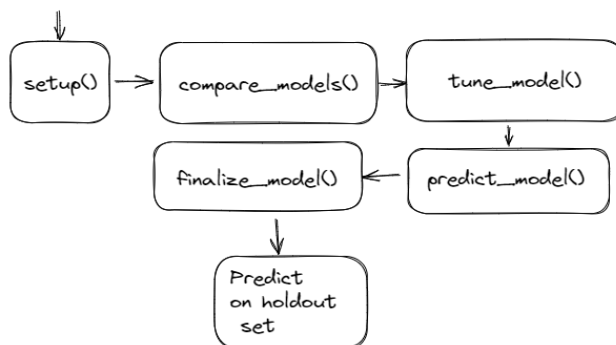 setup()
compare_models()
tune_model()
predict_model()
finalize_model()
Predict
on holdout
set